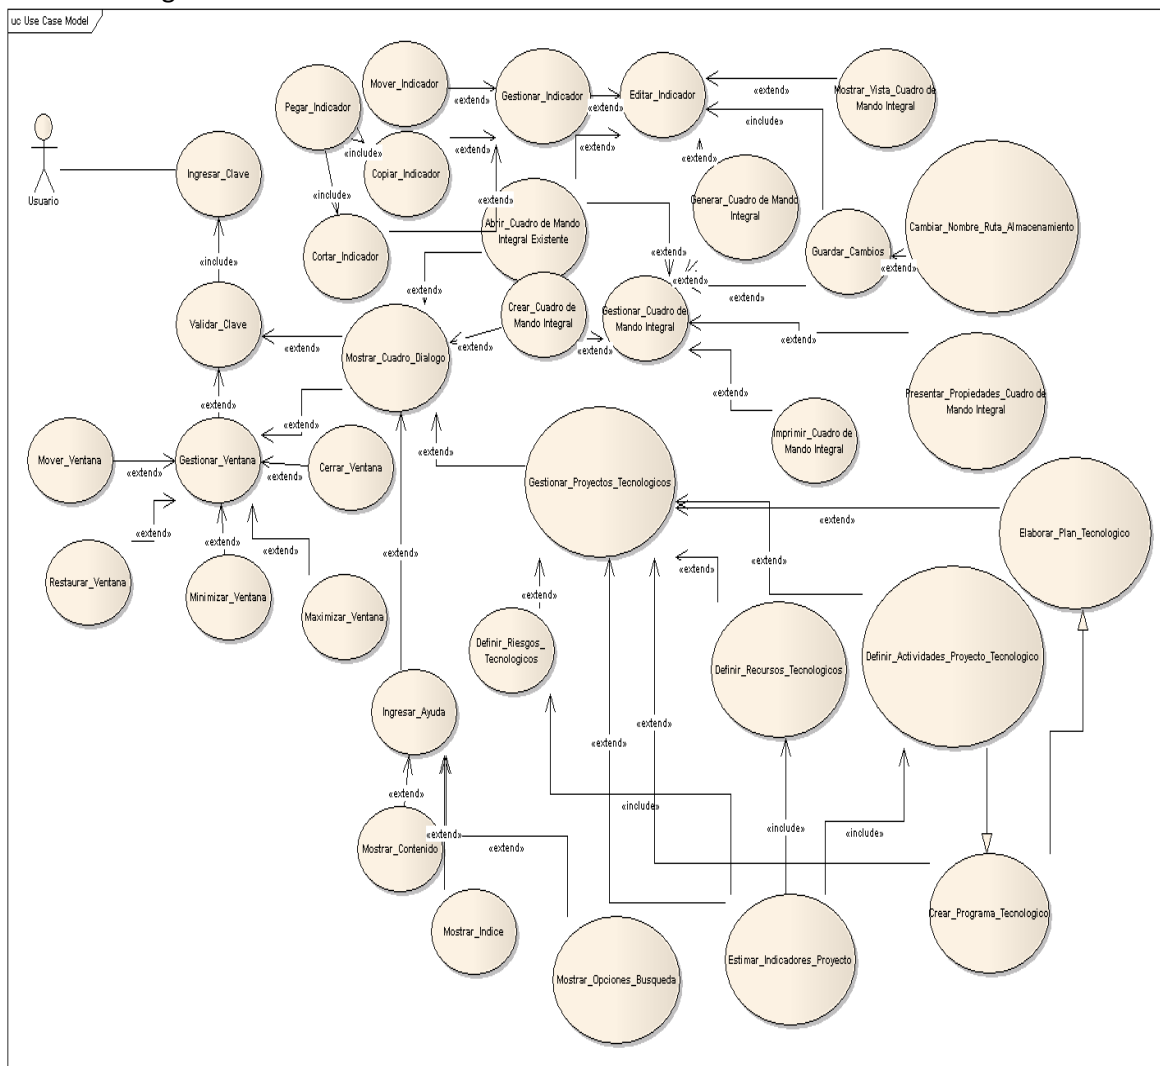 uc Use Case Model
Mover_Indicador
«extend»
Gestionar_Indicador
«extend»
Editar_Indicador
«extend»
Mostrar_Vista_Cuadro de
Mando Integral
Pegar_Indicador
«include»
«extend»
«extend»
«include»
Usuario
Ingresar_Clave
«include»
Copiar_Indicador
«extend»
«extend»
Generar_Cuadro de Mando
Integral
Abrir_Cuadro de Mando
Integral Existente
Cambiar_Nombre_Ruta_Almacenamiento
Cortar_Indicador
«extend»
Guardar_Cambios
«extend»
«include»
«extend»
«extend»
«extend»
Crear_Cuadro de
Mando Integral
Gestionar_Cuadro de
Mando Integral
Validar_Clave
«extend»
Mostrar_Cuadro_Dialogo
«extend»
«extend»
«extend»
Presentar_Propiedades_Cuadro de
Mando Integral
«extend»
«extend»
«extend»
Imprimir_Cuadro de
Mando Integral
Mover_Ventana
«extend»
Gestionar_Ventana
«extend»
Cerrar_Ventana
«extend»
Gestionar_Proyectos_Tecnologicos
«extend»
Elaborar_Plan_Tecnologico
«extend»
«extend»
«extend»
«extend»
«extend»
«extend»
«extend»
Restaurar_Ventana
Minimizar_Ventana
Maximizar_Ventana
Definir_Riesgos_
Tecnologicos
Definir_Recursos_Tecnologicos
Definir_Actividades_Proyecto_Tecnologico
Ingresar_Ayuda
«extend»
«extend»
«extend»
«include»
«include»
«include»
«extend»
«extend»
Mostrar_Contenido
Mostrar_Indice
Crear_Programa_Tecnologico
Mostrar_Opciones_Busqueda
Estimar_Indicadores_Proyecto